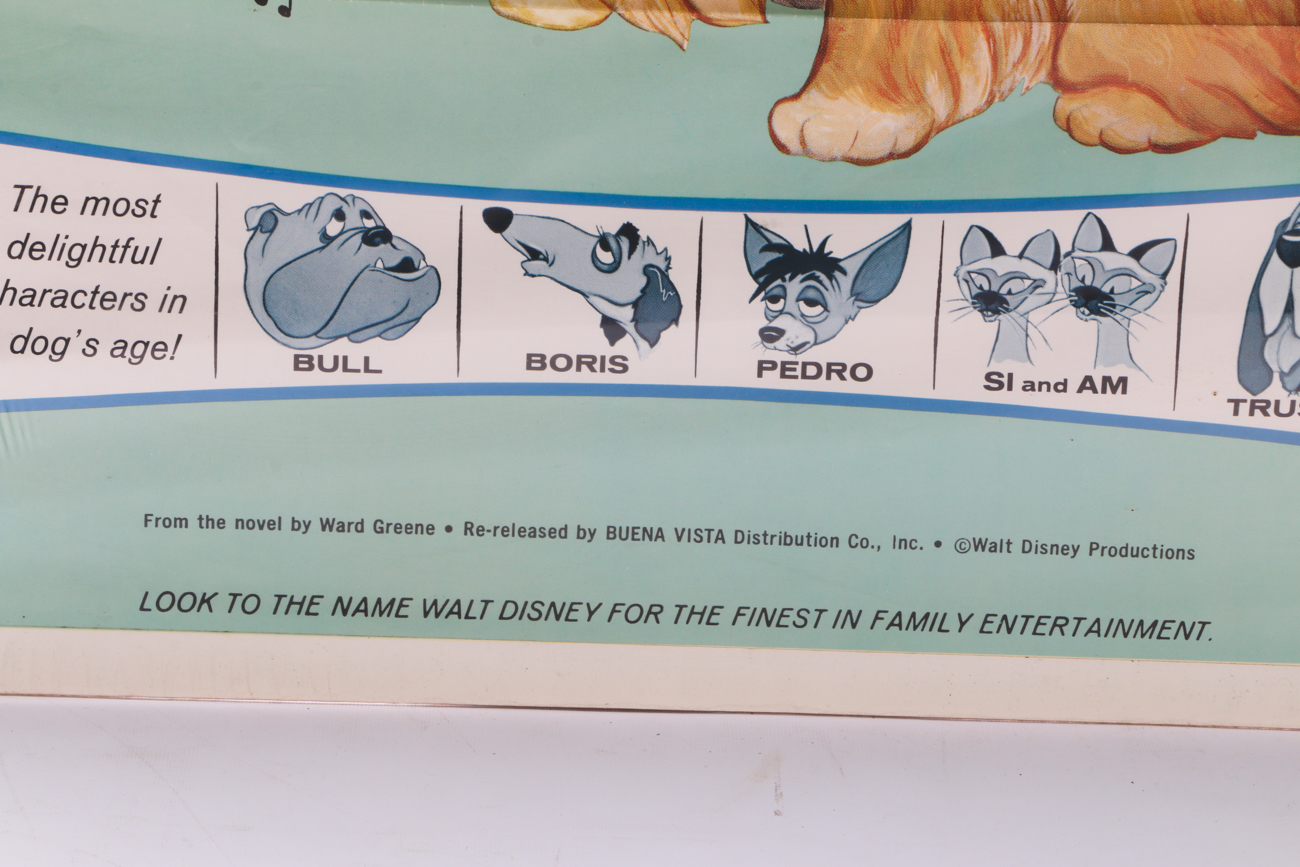 The most
delightful
haracters in
dog's age!
BULL
BORIS
PEDRO
SI and AM
From the novel by Ward Greene • Re-released by BUENA VISTA Distribution Co., Inc. • ©Walt Disney Productions
LOOK TO THE NAME WALT DISNEY FOR THE FINEST IN FAMILY ENTERTAINMENT.